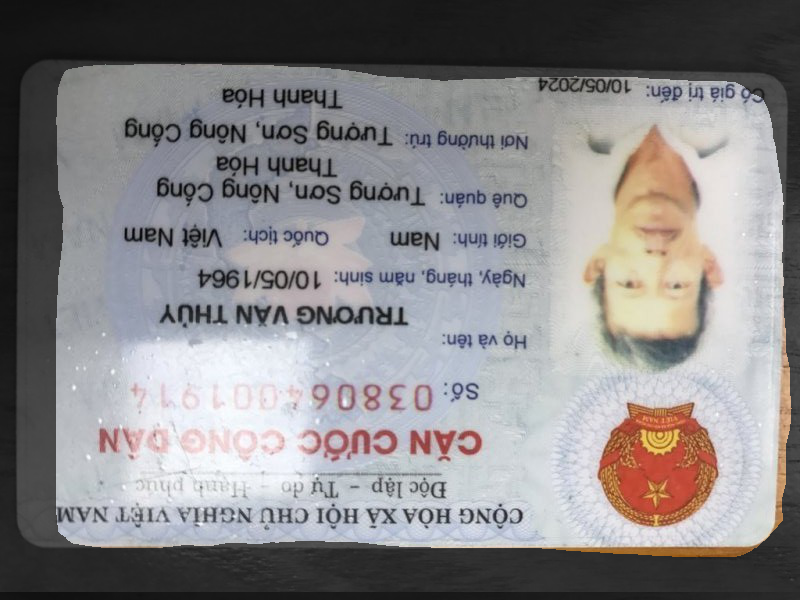 CỘNG HÒA XÃ HỘI CHỦ NGHĨA VIỆT NAM
Độc lập - Tự do - Hạnh phúc
CĂN CƯỚC CÔNG DÂN
Số: 038064001914
Họ và tên:
TRƯƠNG VĂN THỦY
Ngày, tháng, năm sinh: 10/05/1964
Giới tính: Nam Quốc tịch: Việt Nam
Quê quán: Tượng Sơn, Nông Cống
Thanh Hóa
Nơi thường trú: Tượng Sơn, Nông Cống
Thanh Hóa
Có giá trị đến: 10/05/2024
VIỆT NAM